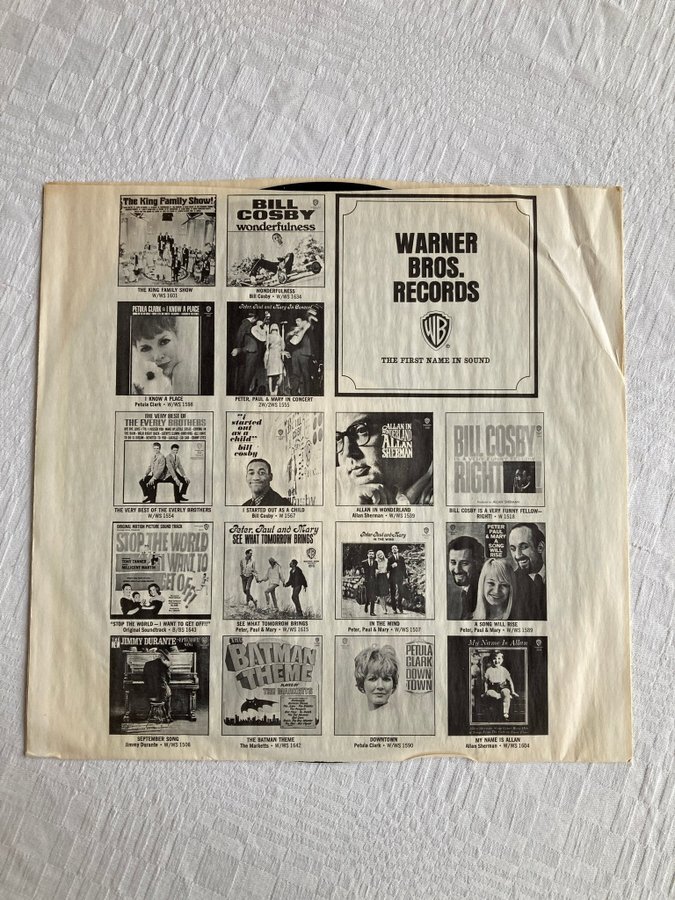 The King Family Show!
THE KING FAMILY SHOW
W/WS 1601
BILL
COSBY
wonderfulness
WONDERFULNESS
Bill Cosby • W/WS 1634
WARNER
BROS.
RECORDS
WB
THE FIRST NAME IN SOUND
PETULA CLARK I KNOW A PLACE
I KNOW A PLACE
Petula Clark • W/WS 1598
Peter, Paul and Mary In Concert
PETER, PAUL & MARY IN CONCERT
2W/2WS 1555
THE VERY BEST OF
THE EVERLY BROTHERS
THE VERY BEST OF THE EVERLY BROTHERS
W/WS 1554
"i
started out
as a
child"
bill
cosby
I STARTED OUT AS A CHILD
Bill Cosby • W 1567
ALLAN IN
WONDERLAND
ALLAN
SHERMAN
ALLAN IN WONDERLAND
Allan Sherman • W/WS 1539
BILL COSBY
RIGHT
BILL COSBY IS A VERY FUNNY FELLOW—
RIGHT! • W 1518
ORIGINAL MOTION PICTURE SOUND TRACK
STOP THE WORLD
I WANT TO
GET OFF
TONY TANNER
MILLICENT MARTIN
"STOP THE WORLD—I WANT TO GET OFF!"
Original Soundtrack • B/BS 1643
Peter, Paul and Mary
SEE WHAT TOMORROW BRINGS
SEE WHAT TOMORROW BRINGS
Peter, Paul & Mary • W/WS 1615
Peter, Paul and Mary
IN THE WIND
IN THE WIND
Peter, Paul & Mary • W/WS 1507
PETER
PAUL &
MARY
A
SONG
WILL
RISE
A SONG WILL RISE
Peter, Paul & Mary • W/WS 1589
JIMMY DURANTE
SEPTEMBER SONG
Jimmy Durante • W/WS 1506
THE
BATMAN
THEME
PLAYED BY
THE MARKETTS
THE BATMAN THEME
The Marketts • W/WS 1642
PETULA
CLARK
DOWN
TOWN
DOWNTOWN
Petula Clark • W/WS 1590
My Name Is Allan
MY NAME IS ALLAN
Allan Sherman • W/WS 1604